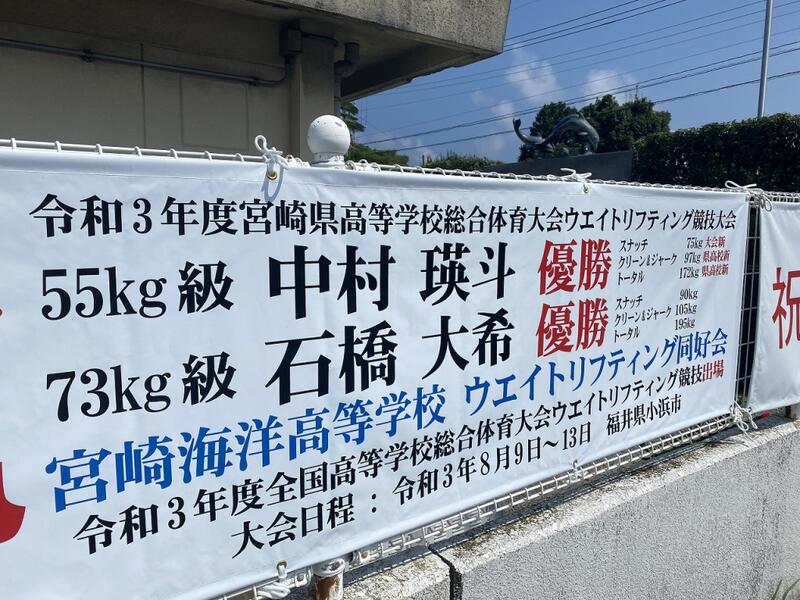 令和3年度宮崎県高等学校総合体育大会ウエイトリフティング競技大会
55kg級 中村 瑛斗 優勝
スナッチ 75kg 大会新
クリーン&ジャーク 97kg 県高校新
トータル 172kg 県高校新
73kg級 石橋 大希 優勝
スナッチ 90kg
クリーン&ジャーク 105kg
トータル 195kg
宮崎海洋高等学校 ウエイトリフティング同好会
令和3年度全国高等学校総合体育大会ウエイトリフティング競技出場
大会日程：令和3年8月9日～13日 福井県小浜市
祝